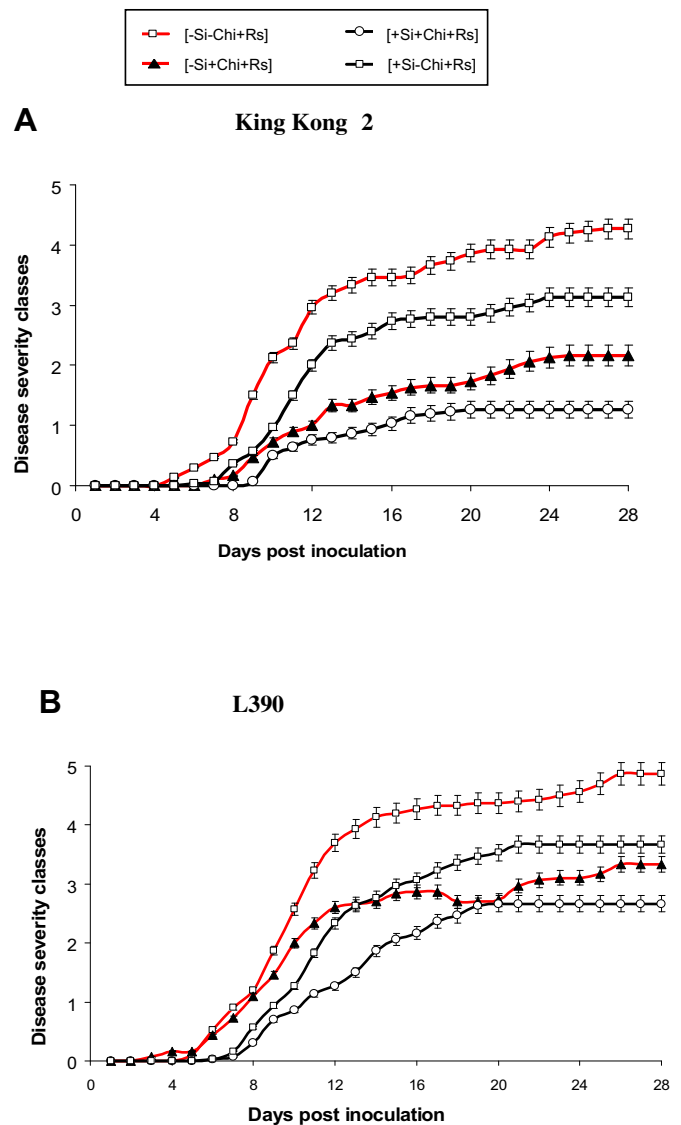 [-Si-Chi+Rs] [+Si+Chi+Rs]
[-Si+Chi+Rs] [+Si-Chi+Rs]
A King Kong 2
Disease severity classes
5
4
3
2
1
0
0 4 8 12 16 20 24 28
Days post inoculation
B L390
Disease severity classes
5
4
3
2
1
0
0 4 8 12 16 20 24 28
Days post inoculation